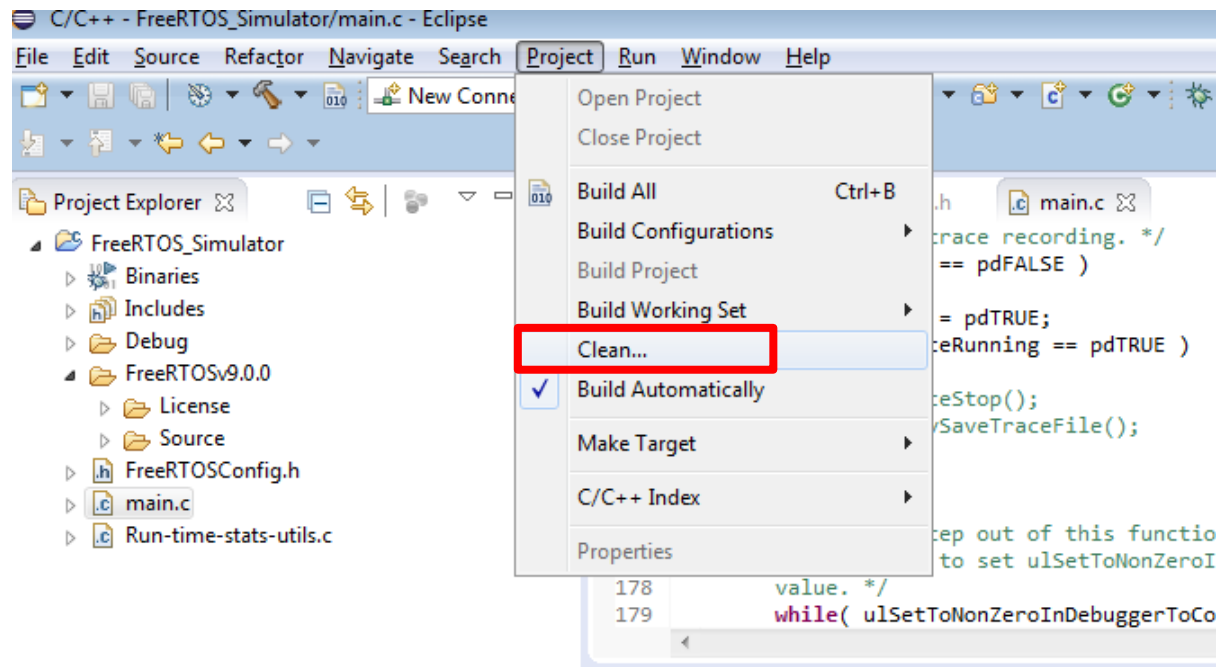 C/C++ - FreeRTOS_Simulator/main.c - Eclipse
File Edit Source Refactor Navigate Search Project Run Window Help
New Conne
Open Project
Close Project
Build All Ctrl+B
Build Configurations
Build Project
Build Working Set
Clean...
Build Automatically
Make Target
C/C++ Index
Properties
Project Explorer
FreeRTOS_Simulator
Binaries
Includes
Debug
FreeRTOSv9.0.0
License
Source
FreeRTOSConfig.h
main.c
Run-time-stats-utils.c
.h main.c
trace recording. */
== pdFALSE )
= pdTRUE;
eRunning == pdTRUE )
eStop();
SaveTraceFile();
tep out of this functio
to set ulSetToNonZeroI
178 value. */
179 while( ulSetToNonZeroInDebuggerToCo